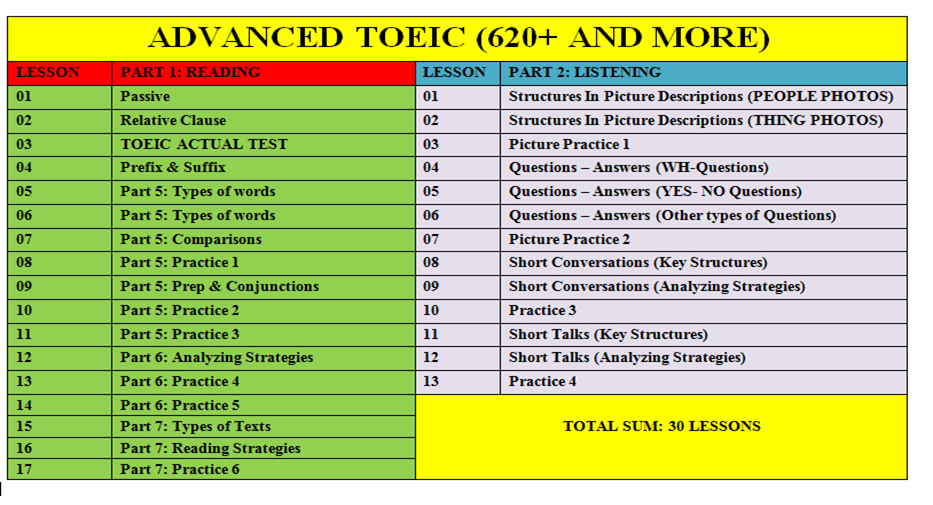 ADVANCED TOEIC (620+ AND MORE)
LESSON PART 1: READING LESSON PART 2: LISTENING
01 Passive 01 Structures In Picture Descriptions (PEOPLE PHOTOS)
02 Relative Clause 02 Structures In Picture Descriptions (THING PHOTOS)
03 TOEIC ACTUAL TEST 03 Picture Practice 1
04 Prefix & Suffix 04 Questions – Answers (WH-Questions)
05 Part 5: Types of words 05 Questions – Answers (YES- NO Questions)
06 Part 5: Types of words 06 Questions – Answers (Other types of Questions)
07 Part 5: Comparisons 07 Picture Practice 2
08 Part 5: Practice 1 08 Short Conversations (Key Structures)
09 Part 5: Prep & Conjunctions 09 Short Conversations (Analyzing Strategies)
10 Part 5: Practice 2 10 Practice 3
11 Part 5: Practice 3 11 Short Talks (Key Structures)
12 Part 6: Analyzing Strategies 12 Short Talks (Analyzing Strategies)
13 Part 6: Practice 4 13 Practice 4
14 Part 6: Practice 5
15 Part 7: Types of Texts TOTAL SUM: 30 LESSONS
16 Part 7: Reading Strategies
17 Part 7: Practice 6